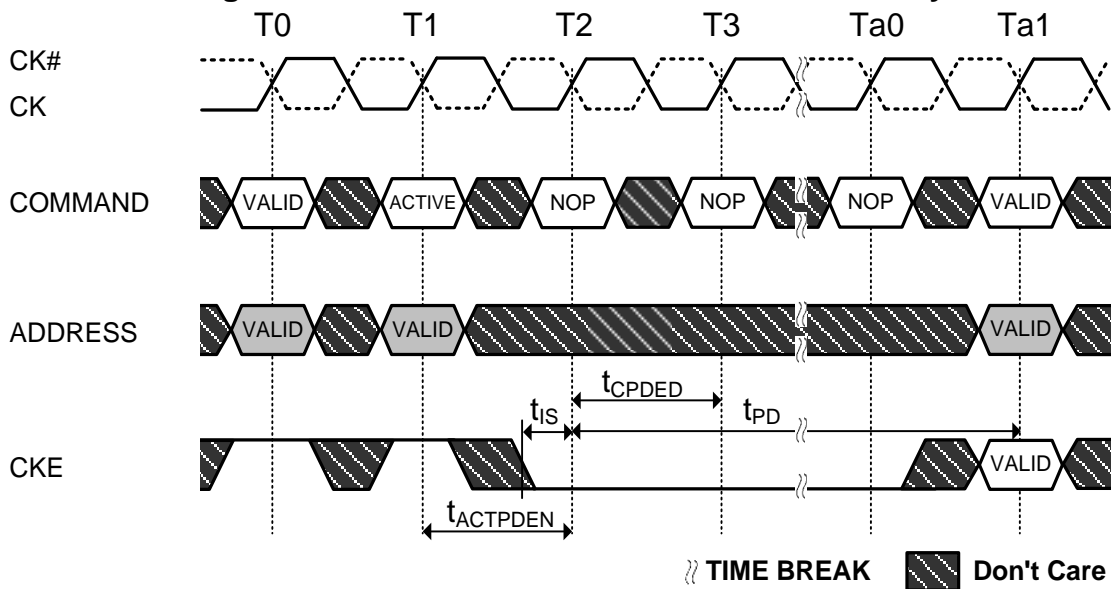 T0 T1 T2 T3 Ta0 Ta1
CK#
CK
COMMAND VALID ACTIVE NOP NOP NOP VALID
ADDRESS VALID VALID VALID
tCPDED
tIS tPD
CKE VALID
tACTPDEN
TIME BREAK Don't Care